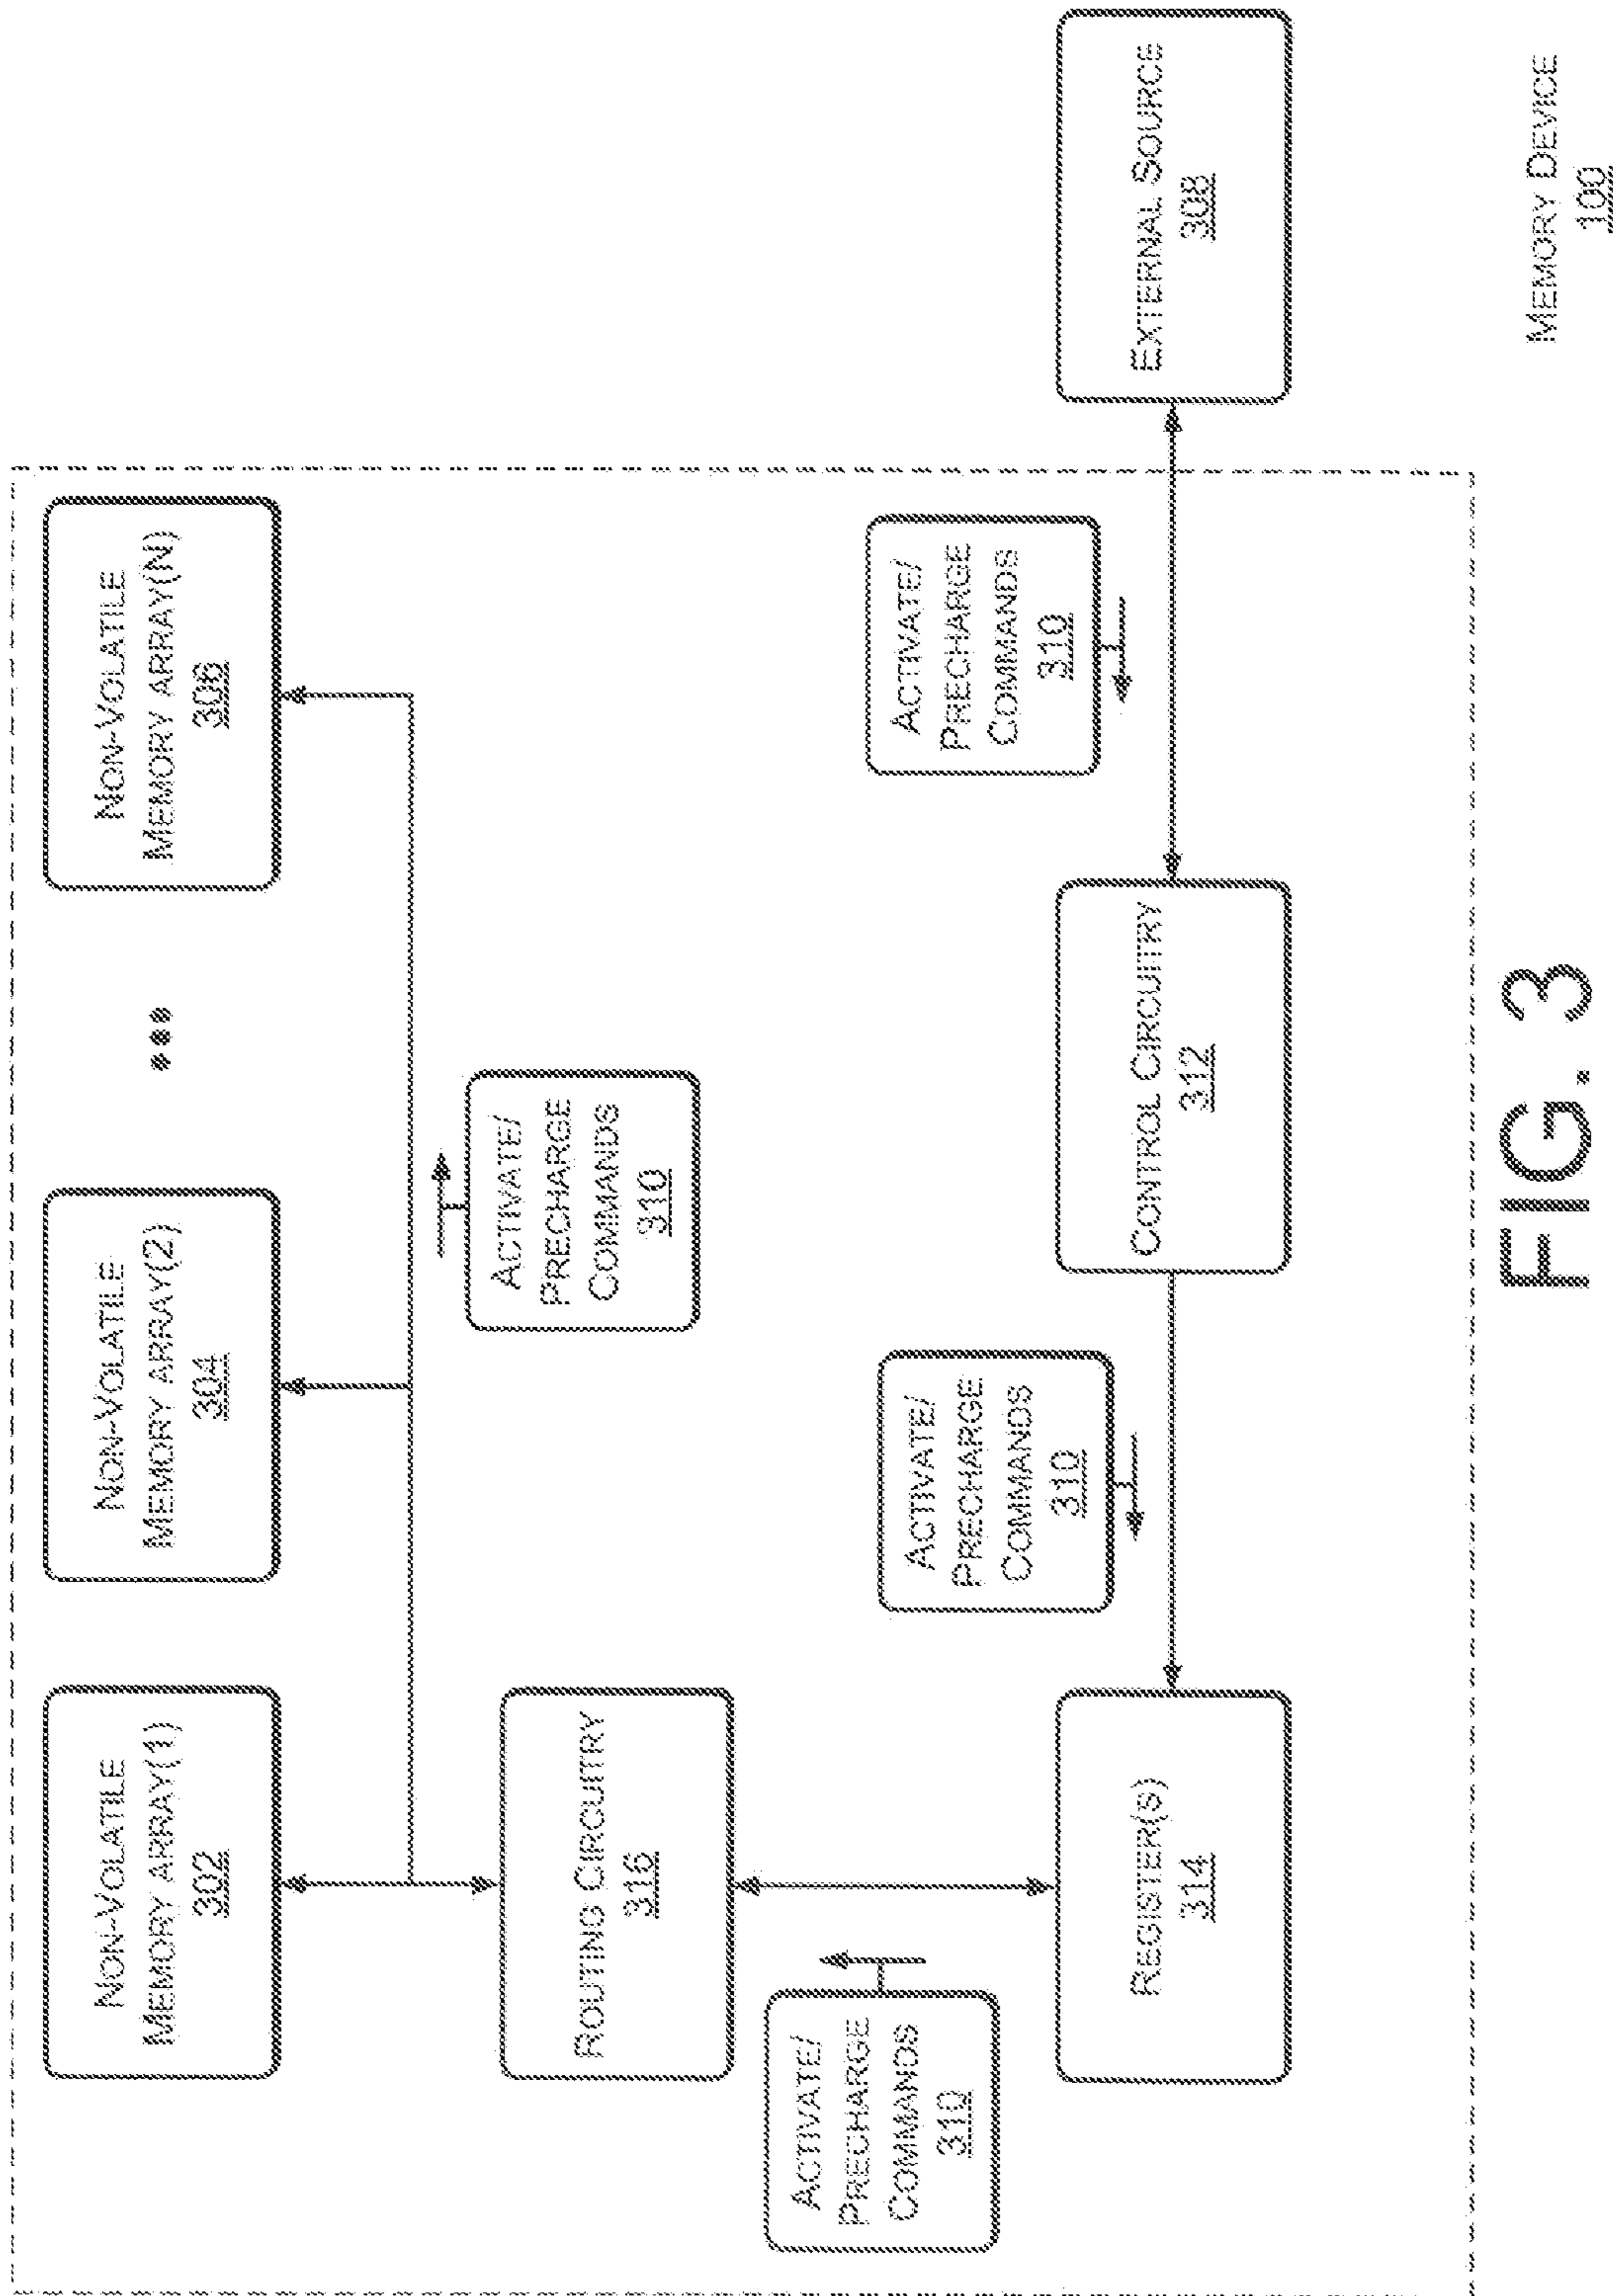 NON-VOLATILE
MEMORY ARRAY(1)
302
NON-VOLATILE
MEMORY ARRAY(2)
304
NON-VOLATILE
MEMORY ARRAY(N)
306
ACTIVATE/
PRECHARGE
COMMANDS
310
ROUTING CIRCUITRY
316
ACTIVATE/
PRECHARGE
COMMANDS
310
ACTIVATE/
PRECHARGE
COMMANDS
310
ACTIVATE/
PRECHARGE
COMMANDS
310
REGISTER(S)
314
CONTROL CIRCUITRY
312
EXTERNAL SOURCE
308
MEMORY DEVICE
100
FIG. 3